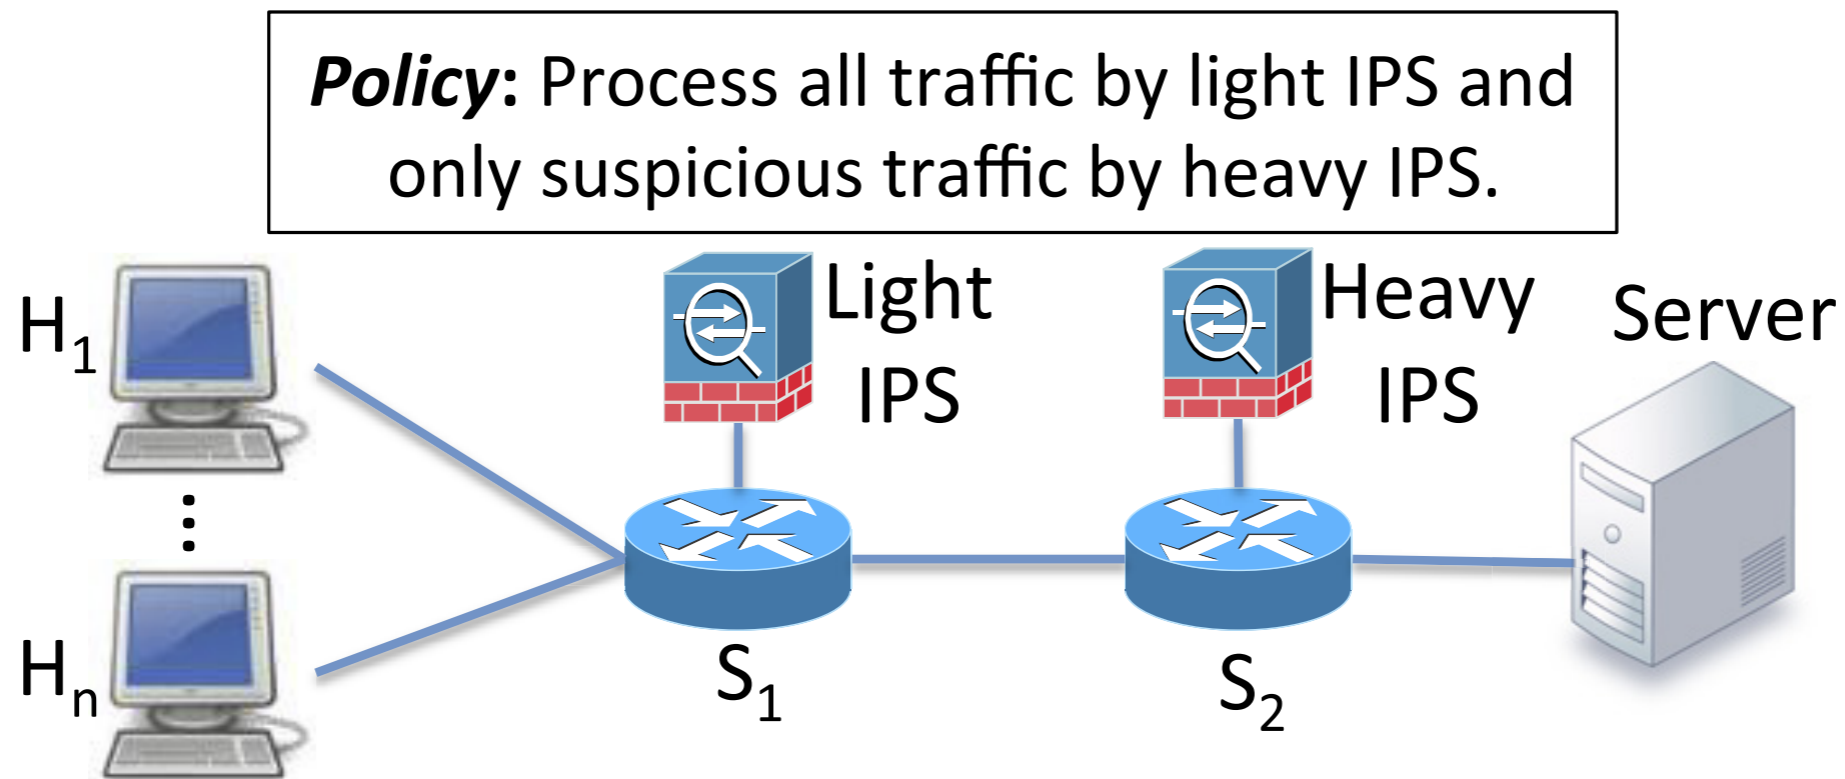 Policy: Process all traffic by light IPS and
only suspicious traffic by heavy IPS.
H1
Light
IPS
Heavy
IPS
Server
Hn
S1
S2